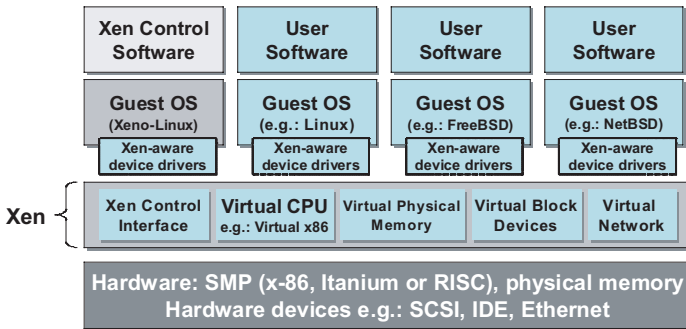 Xen Control
Software
User
Software
User
Software
User
Software
Guest OS
(Xeno-Linux)
Xen-aware
device drivers
Guest OS
(e.g.: Linux)
Xen-aware
device drivers
Guest OS
(e.g.: FreeBSD)
Xen-aware
device drivers
Guest OS
(e.g.: NetBSD)
Xen-aware
device drivers
Xen
Xen Control
Interface
Virtual CPU
e.g.: Virtual x86
Virtual Physical
Memory
Virtual Block
Devices
Virtual
Network
Hardware: SMP (x-86, Itanium or RISC), physical memory
Hardware devices e.g.: SCSI, IDE, Ethernet